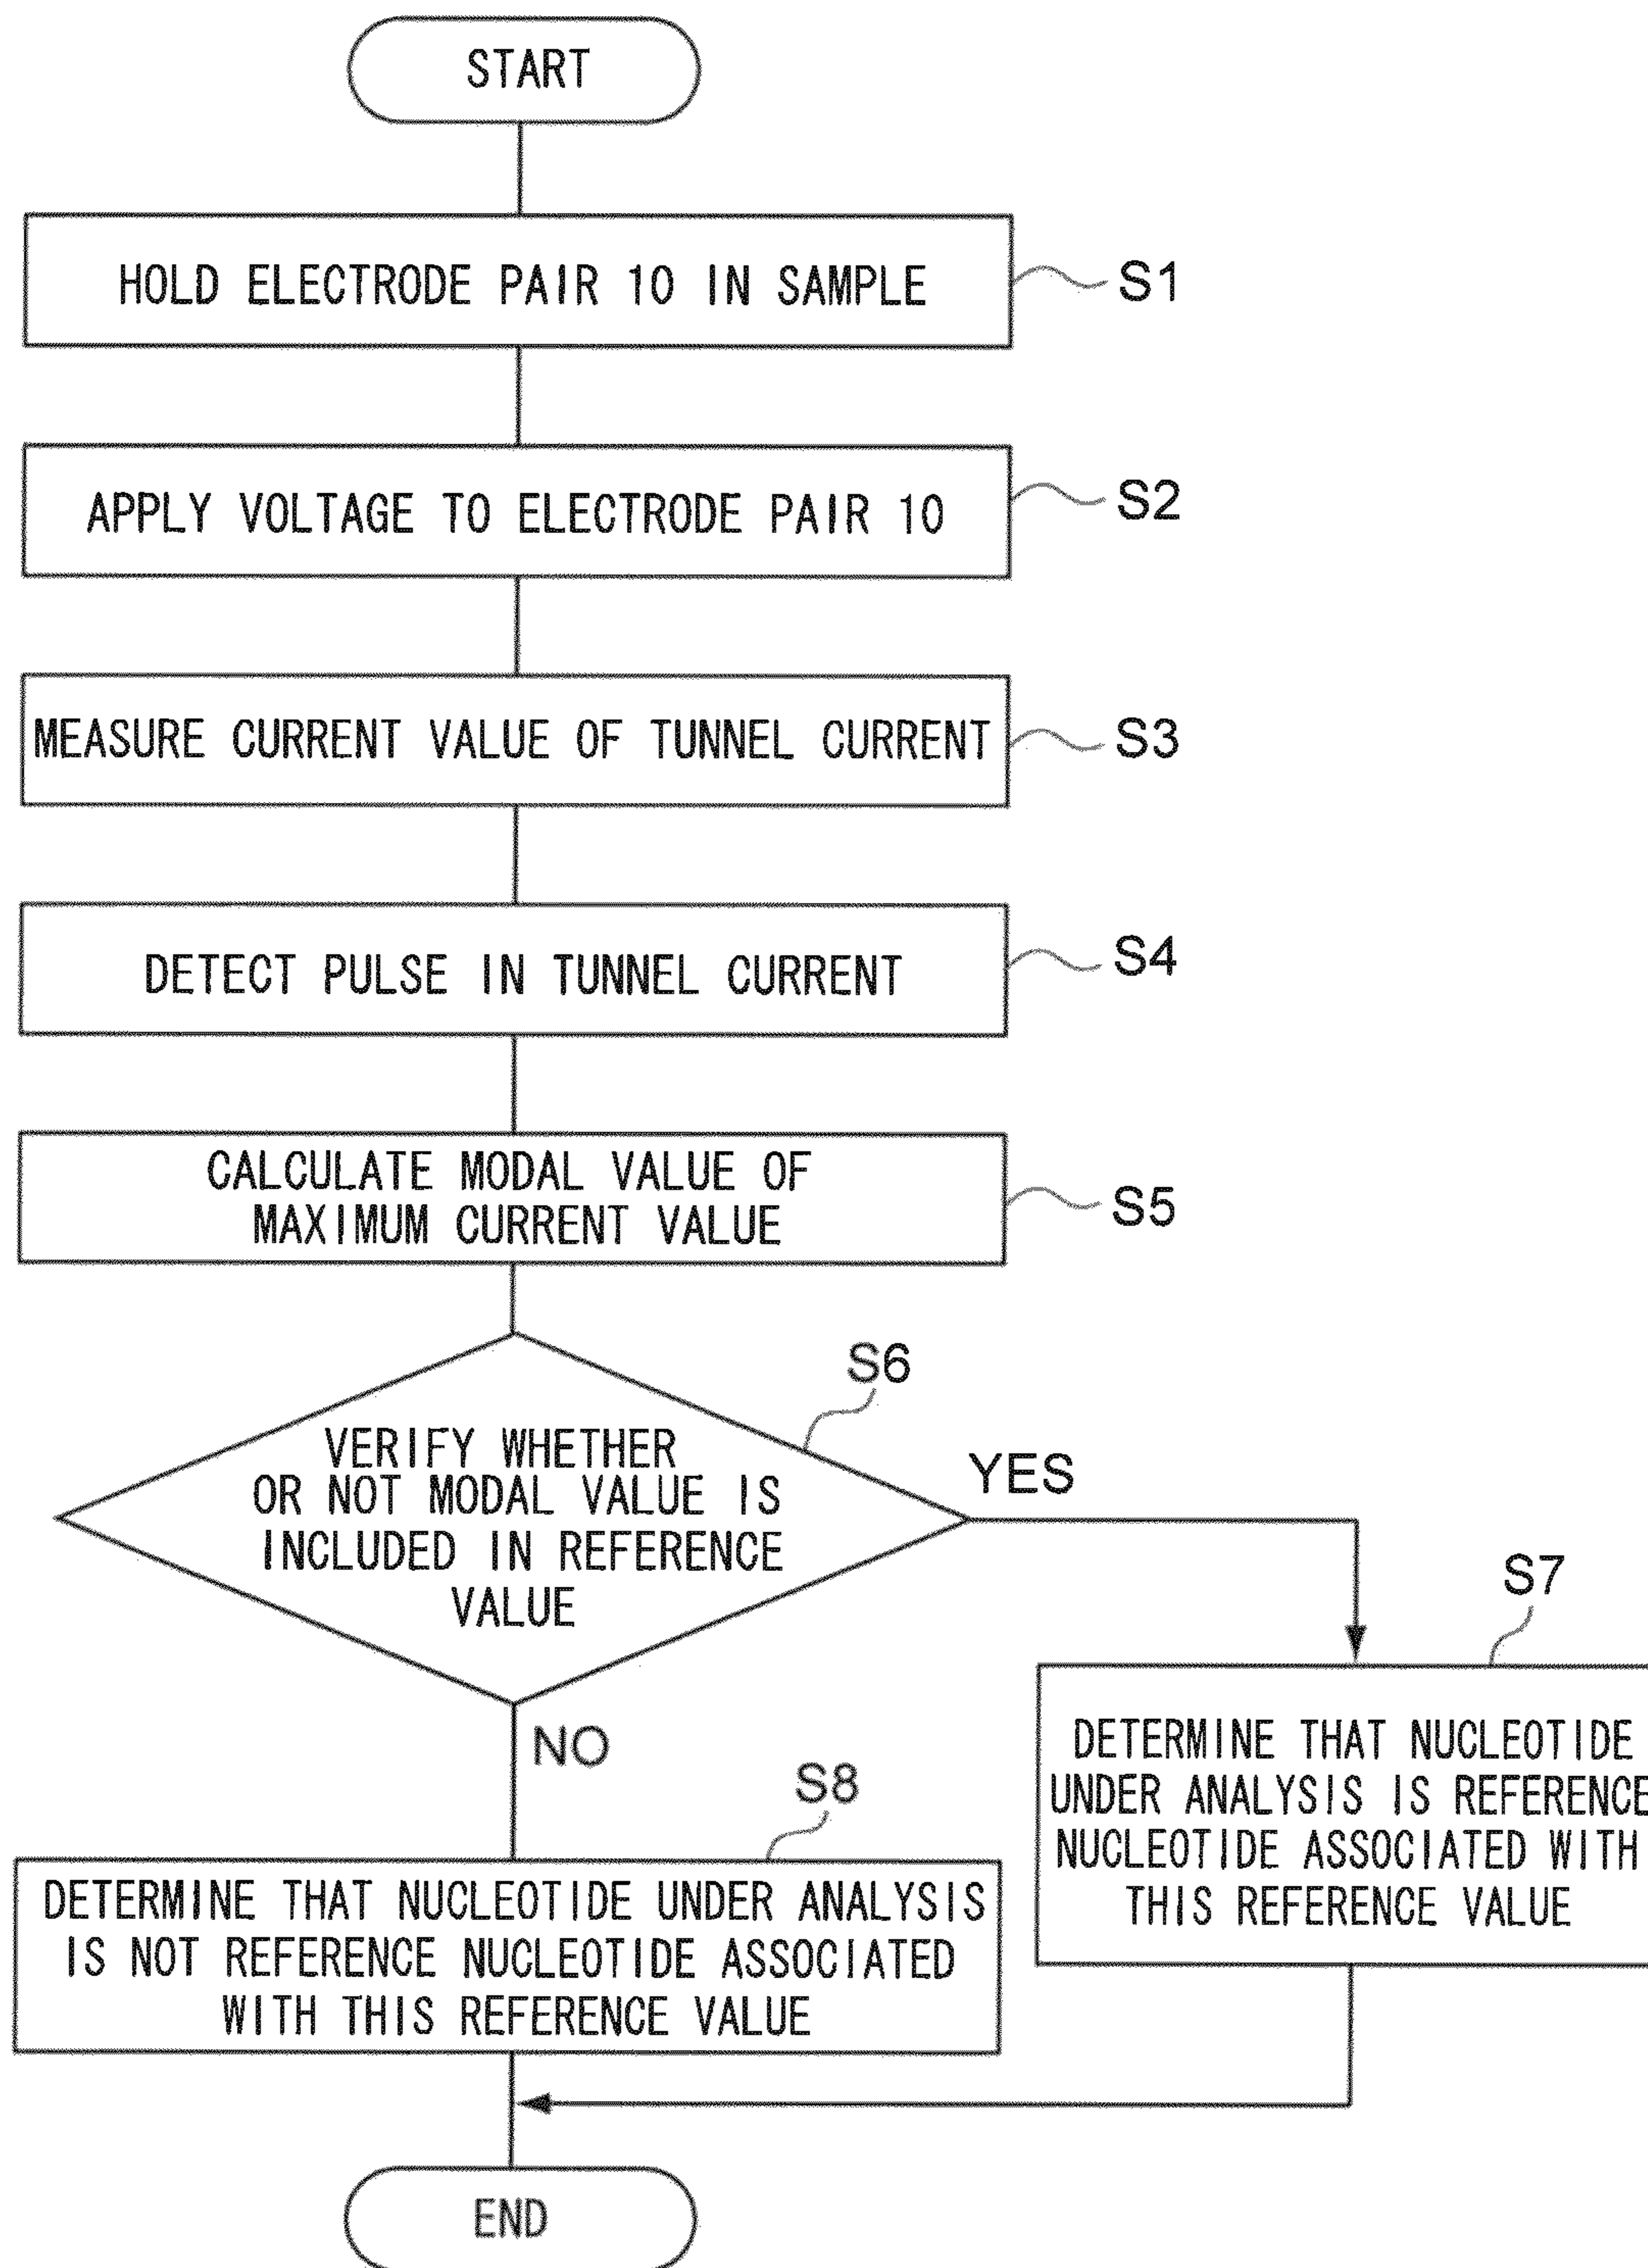 START
HOLD ELECTRODE PAIR 10 IN SAMPLE
S1
APPLY VOLTAGE TO ELECTRODE PAIR 10
S2
MEASURE CURRENT VALUE OF TUNNEL CURRENT
S3
DETECT PULSE IN TUNNEL CURRENT
S4
CALCULATE MODAL VALUE OF
MAXIMUM CURRENT VALUE
S5
S6
VERIFY WHETHER
OR NOT MODAL VALUE IS
INCLUDED IN REFERENCE
VALUE
YES
S7
DETERMINE THAT NUCLEOTIDE
UNDER ANALYSIS IS REFERENCE
NUCLEOTIDE ASSOCIATED WITH
THIS REFERENCE VALUE
NO
S8
DETERMINE THAT NUCLEOTIDE UNDER ANALYSIS
IS NOT REFERENCE NUCLEOTIDE ASSOCIATED
WITH THIS REFERENCE VALUE
END